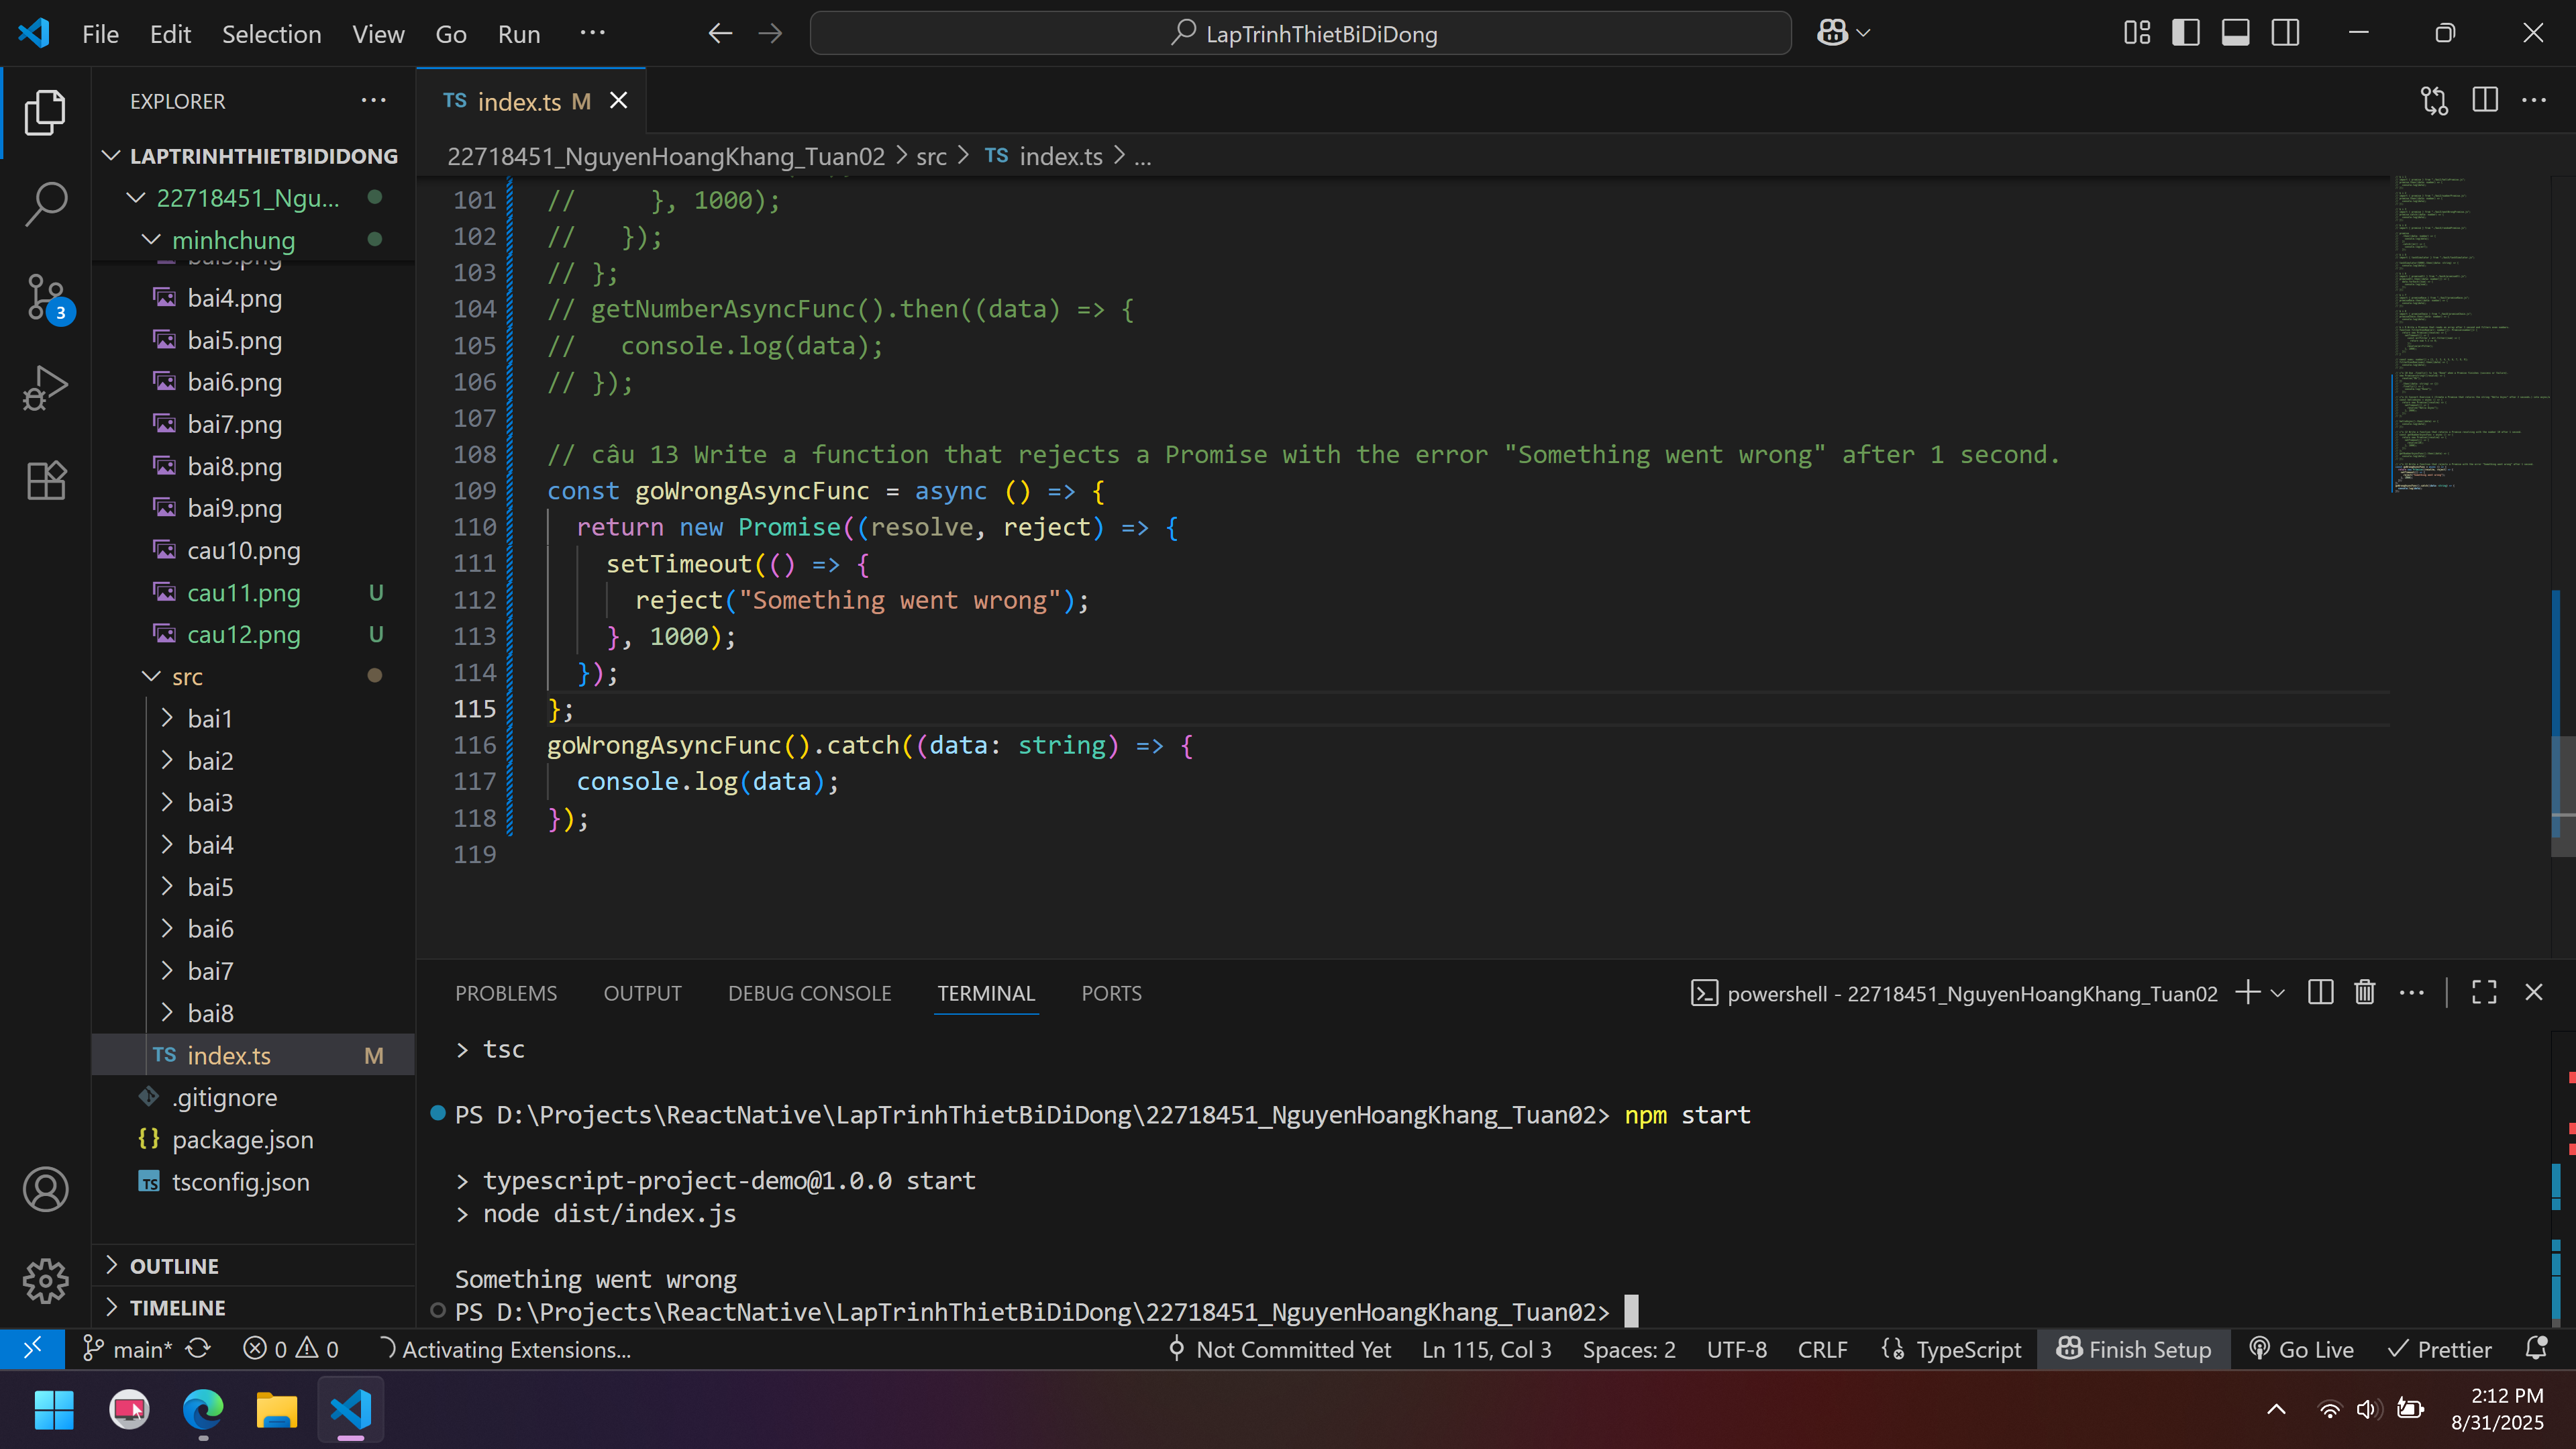 File Edit Selection View Go Run ...
LapTrinhThietBiDiDong
EXPLORER
LAPTRINHTHIETBIDIDONG
22718451_Ngu...
minhchung
bai4.png
bai5.png
bai6.png
bai7.png
bai8.png
bai9.png
cau10.png
cau11.png U
cau12.png U
src
bai1
bai2
bai3
bai4
bai5
bai6
bai7
bai8
TS index.ts M
.gitignore
{} package.json
TS tsconfig.json
OUTLINE
TIMELINE
TS index.ts M
22718451_NguyenHoangKhang_Tuan02 > src > TS index.ts > ...
101 //     }, 1000);
102 //   });
103 // };
104 // getNumberAsyncFunc().then((data) => {
105 //   console.log(data);
106 // });
107
108 // câu 13 Write a function that rejects a Promise with the error "Something went wrong" after 1 second.
109 const goWrongAsyncFunc = async () => {
110   return new Promise((resolve, reject) => {
111     setTimeout(() => {
112       reject("Something went wrong");
113     }, 1000);
114   });
115 };
116 goWrongAsyncFunc().catch((data: string) => {
117   console.log(data);
118 });
119
PROBLEMS OUTPUT DEBUG CONSOLE TERMINAL PORTS
powershell - 22718451_NguyenHoangKhang_Tuan02
> tsc
PS D:\Projects\ReactNative\LapTrinhThietBiDiDong\22718451_NguyenHoangKhang_Tuan02> npm start
> typescript-project-demo@1.0.0 start
> node dist/index.js
Something went wrong
PS D:\Projects\ReactNative\LapTrinhThietBiDiDong\22718451_NguyenHoangKhang_Tuan02>
3
main* 0 0 Activating Extensions... Not Committed Yet Ln 115, Col 3 Spaces: 2 UTF-8 CRLF TypeScript Finish Setup Go Live Prettier
2:12 PM
8/31/2025